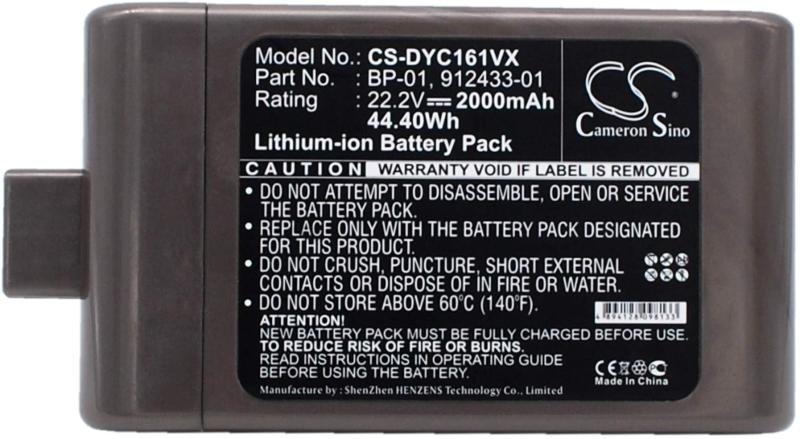 Model No.: CS-DYC161VX
Part No. : BP-01, 912433-01
Rating : 22.2V 2000mAh
44.40Wh
Lithium-ion Battery Pack
CS
Cameron Sino
CAUTION WARRANTY VOID IF LABEL IS REMOVED
• DO NOT ATTEMPT TO DISASSEMBLE, OPEN OR SERVICE
THE BATTERY PACK.
• REPLACE ONLY WITH THE BATTERY PACK DESIGNATED
FOR THIS PRODUCT.
• DO NOT CRUSH, PUNCTURE, SHORT EXTERNAL
CONTACTS OR DISPOSE OF IN FIRE OR WATER.
• DO NOT STORE ABOVE 60°C (140°F).
4 894128 098133
ATTENTION!
NEW BATTERY PACK MUST BE FULLY CHARGED BEFORE USE.
TO REDUCE RISK OF FIRE OR BURNS.
READ INSTRUCTIONS IN OPERATING GUIDE
BEFORE USING THE BATTERY.
CE
Made In China
Manufacturer by : ShenZhen HENZENS Technology Co., Limited